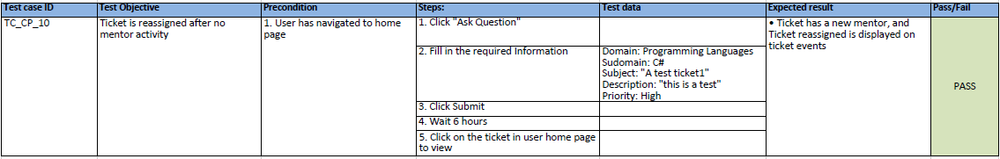 Test case ID
Test Objective
Precondition
Steps:
Test data
Expected result
Pass/Fail
TC_CP_10
Ticket is reassigned after no
mentor activity
1. User has navigated to home
page
1. Click "Ask Question"
• Ticket has a new mentor, and
Ticket reassigned is displayed on
ticket events
PASS
2. Fill in the required Information
Domain: Programming Languages
Sudomain: C#
Subject: "A test ticket1"
Description: "this is a test"
Priority: High
3. Click Submit
4. Wait 6 hours
5. Click on the ticket in user home page
to view